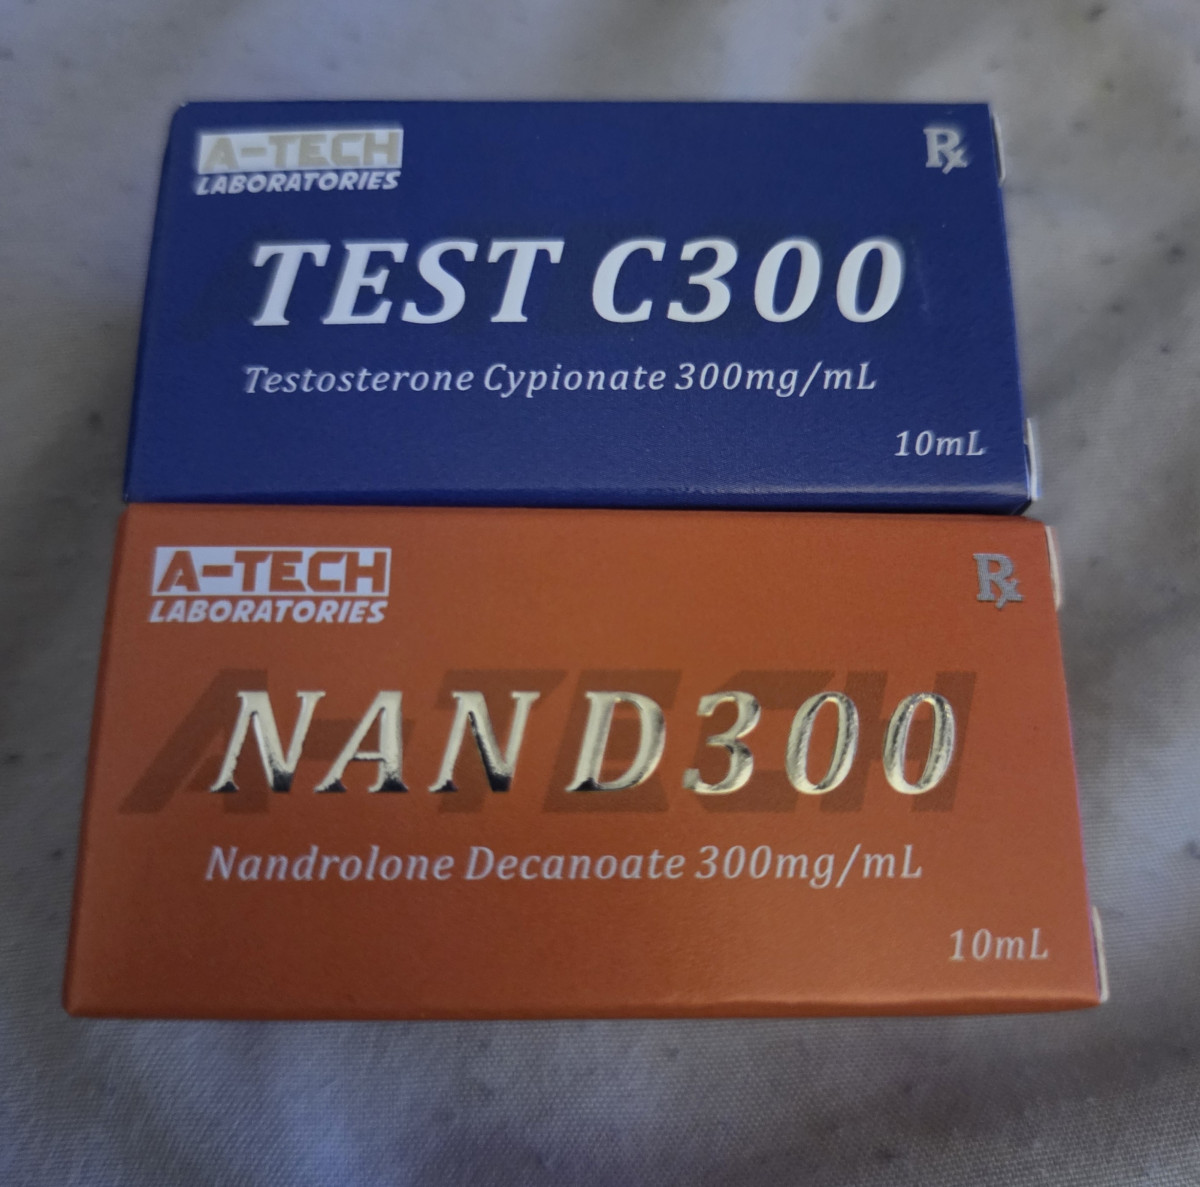 A-TECH
LABORATORIES
Rx
TEST C300
Testosterone Cypionate 300mg/mL
10mL
A-TECH
LABORATORIES
Rx
A-TECH
NAND300
Nandrolone Decanoate 300mg/mL
10mL